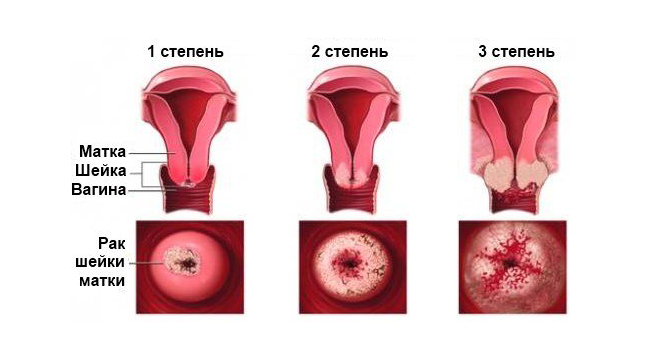 1 степень
2 степень
3 степень
Матка
Шейка
Вагина
Рак
шейки
матки